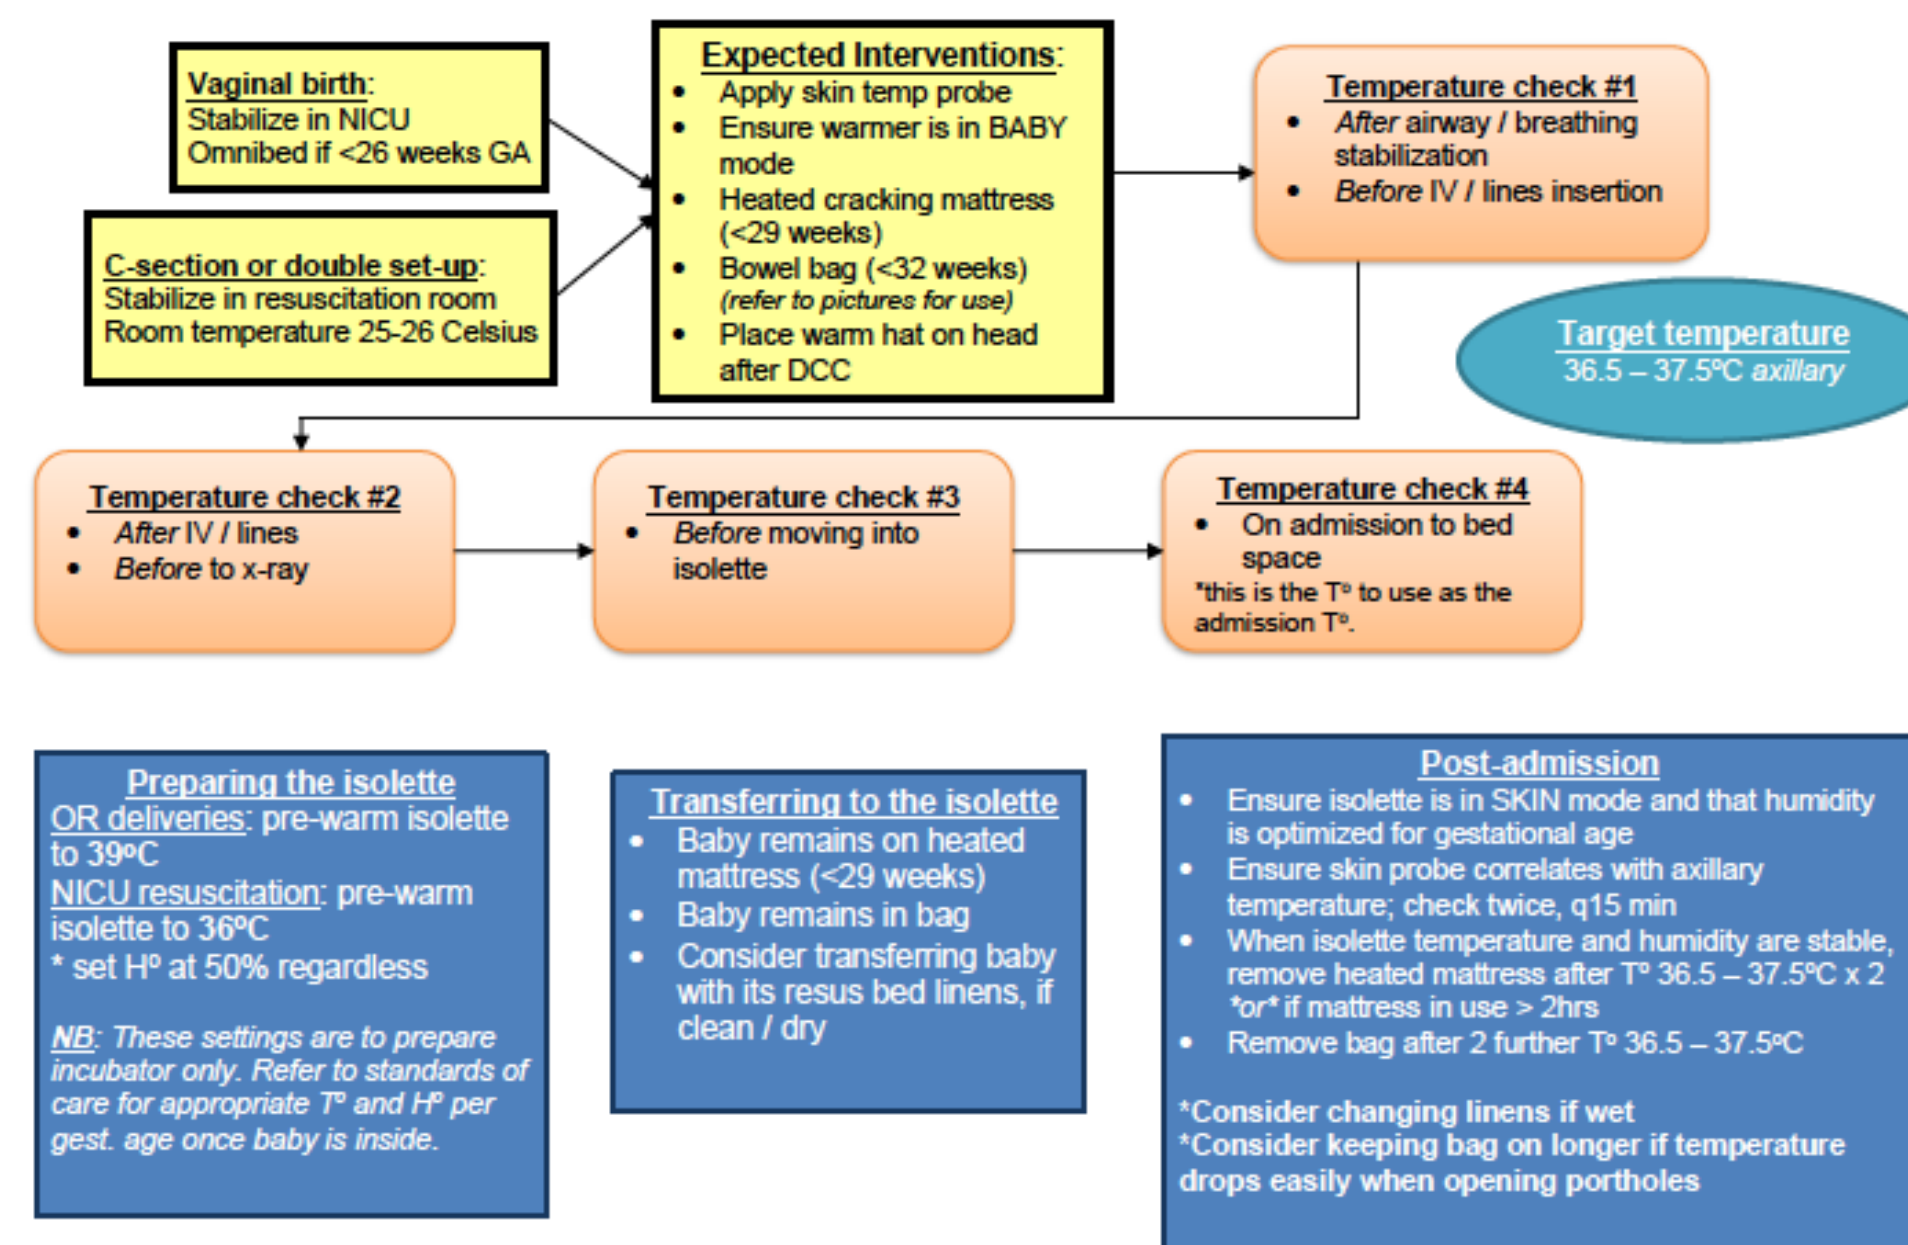 Vaginal birth:
Stabilize in NICU
Omnibed if <26 weeks GA
C-section or double set-up:
Stabilize in resuscitation room
Room temperature 25-26 Celsius
Expected Interventions:
• Apply skin temp probe
• Ensure warmer is in BABY
mode
• Heated cracking mattress
(<29 weeks)
• Bowel bag (<32 weeks)
(refer to pictures for use)
• Place warm hat on head
after DCC
Temperature check #1
• After airway / breathing
stabilization
• Before IV / lines insertion
Target temperature
36.5 – 37.5ºC axillary
Temperature check #2
• After IV / lines
• Before to x-ray
Temperature check #3
• Before moving into
isolette
Temperature check #4
• On admission to bed
space
*this is the Tº to use as the
admission Tº.
Preparing the isolette
OR deliveries: pre-warm isolette
to 39ºC
NICU resuscitation: pre-warm
isolette to 36ºC
* set Hº at 50% regardless
NB: These settings are to prepare
incubator only. Refer to standards of
care for appropriate Tº and Hº per
gest. age once baby is inside.
Transferring to the isolette
• Baby remains on heated
mattress (<29 weeks)
• Baby remains in bag
• Consider transferring baby
with its resus bed linens, if
clean / dry
Post-admission
• Ensure isolette is in SKIN mode and that humidity
is optimized for gestational age
• Ensure skin probe correlates with axillary
temperature; check twice, q15 min
• When isolette temperature and humidity are stable,
remove heated mattress after Tº 36.5 – 37.5ºC x 2
*or* if mattress in use > 2hrs
• Remove bag after 2 further Tº 36.5 – 37.5ºC
*Consider changing linens if wet
*Consider keeping bag on longer if temperature
drops easily when opening portholes